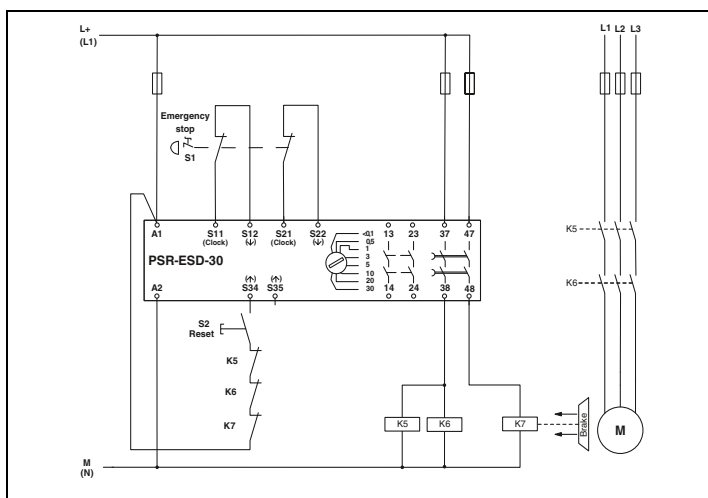 L+
(L1)
L1 L2 L3
Emergency
stop
S1
A1 S11 S12 S21 S22 13 23 37 47
(Clock) (↓) (Clock) (↓)
PSR-ESD-30
<0,1
0,5
1
3
5
10
20
30
K5
K6
(↑) (↑)
A2 S34 S35 14 24 38 48
S2
Reset
K5
K6
K7
K5 K6 K7
Brake
M
M
(N)